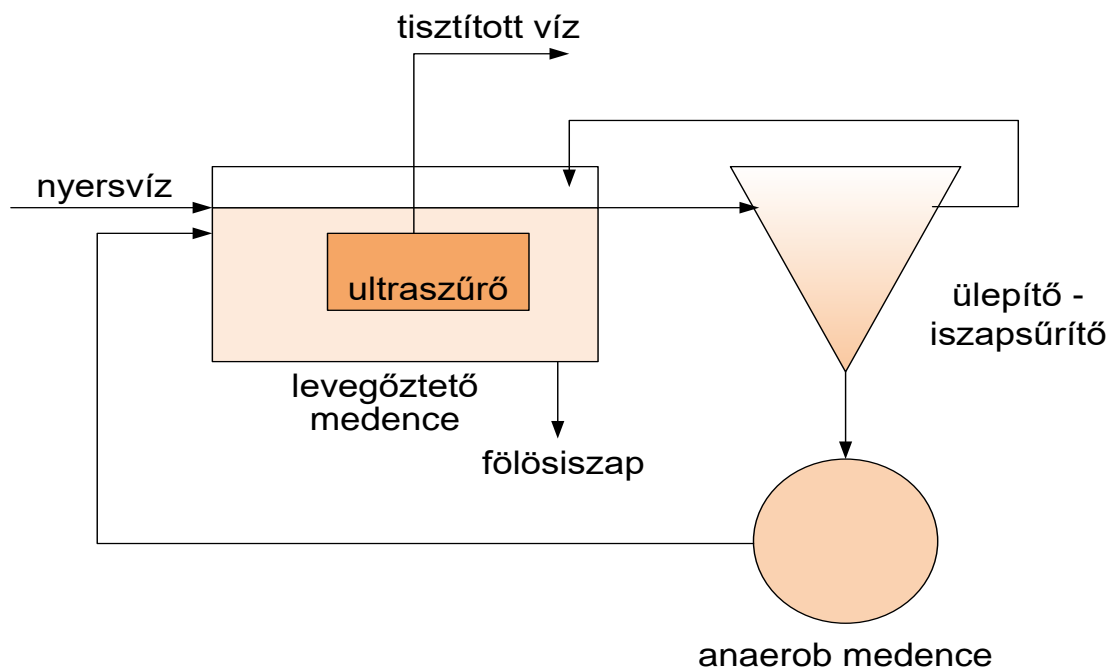 tisztított víz
nyersvíz
ultraszűrő
ülepítő -
iszapsűrítő
levegőztető
medence
fölösiszap
anaerob medence